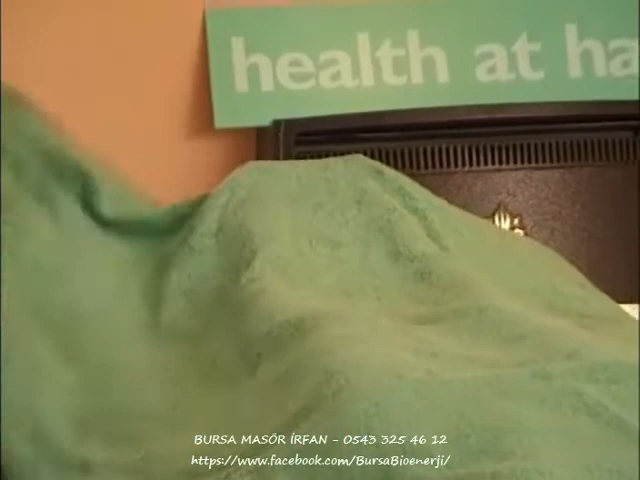 health at ha
BURSA MASÖR İRFAN - 0543 325 46 12
https://www.facebook.com/BursaBioenerji/